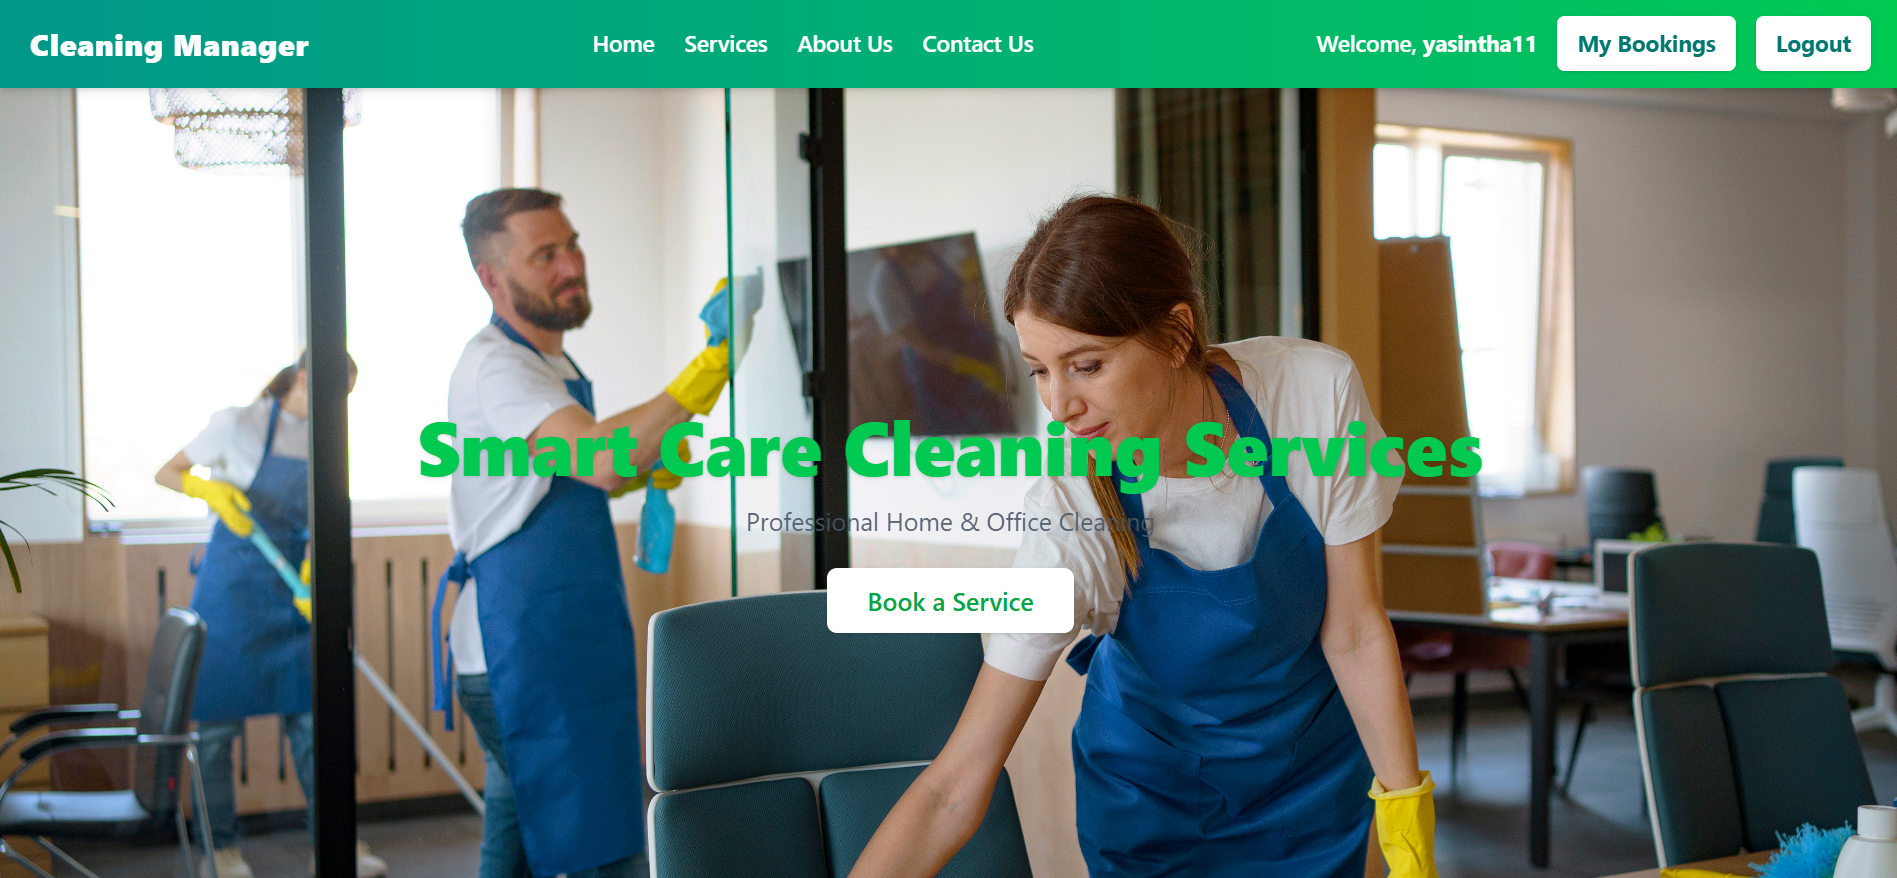 Cleaning Manager
Home Services About Us Contact Us
Welcome, yasintha11 My Bookings Logout
Smart Care Cleaning Services
Professional Home & Office Cleaning
Book a Service